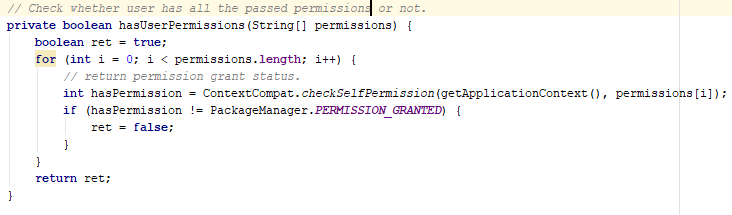 // Check whether user has all the passed permissions or not.
private boolean hasUserPermissions(String[] permissions) {
    boolean ret = true;
    for (int i = 0; i < permissions.length; i++) {
        // return permission grant status.
        int hasPermission = ContextCompat.checkSelfPermission(getApplicationContext(), permissions[i]);
        if (hasPermission != PackageManager.PERMISSION_GRANTED) {
            ret = false;
        }
    }
    return ret;
}